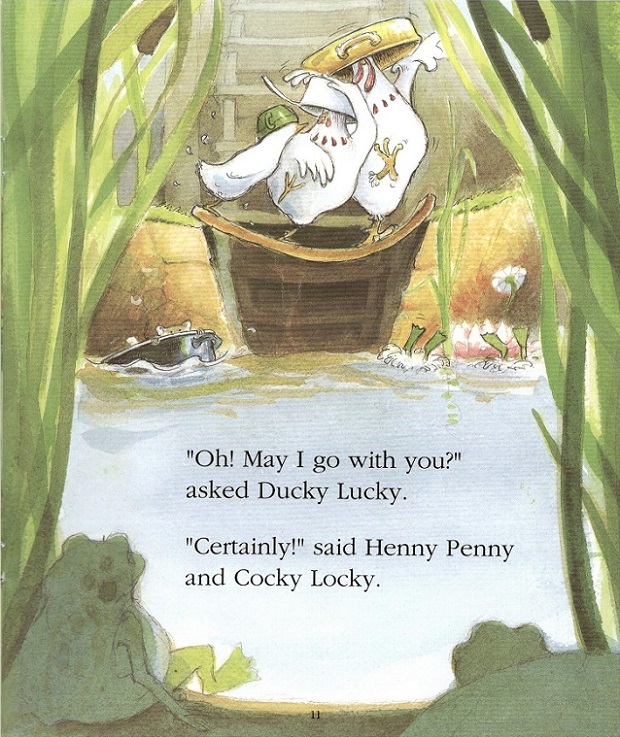 "Oh! May I go with you?"
asked Ducky Lucky.
"Certainly!" said Henny Penny
and Cocky Locky.
11